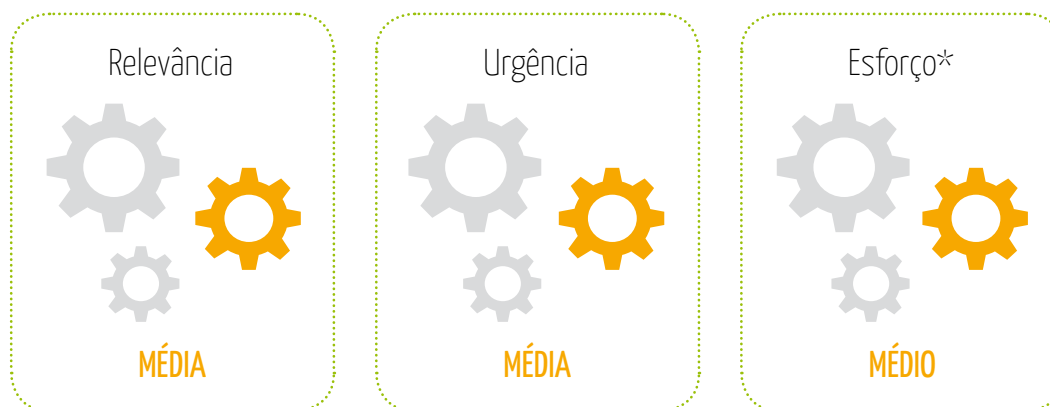 Relevância
Urgência
Esforço*
MÉDIA
MÉDIA
MÉDIO